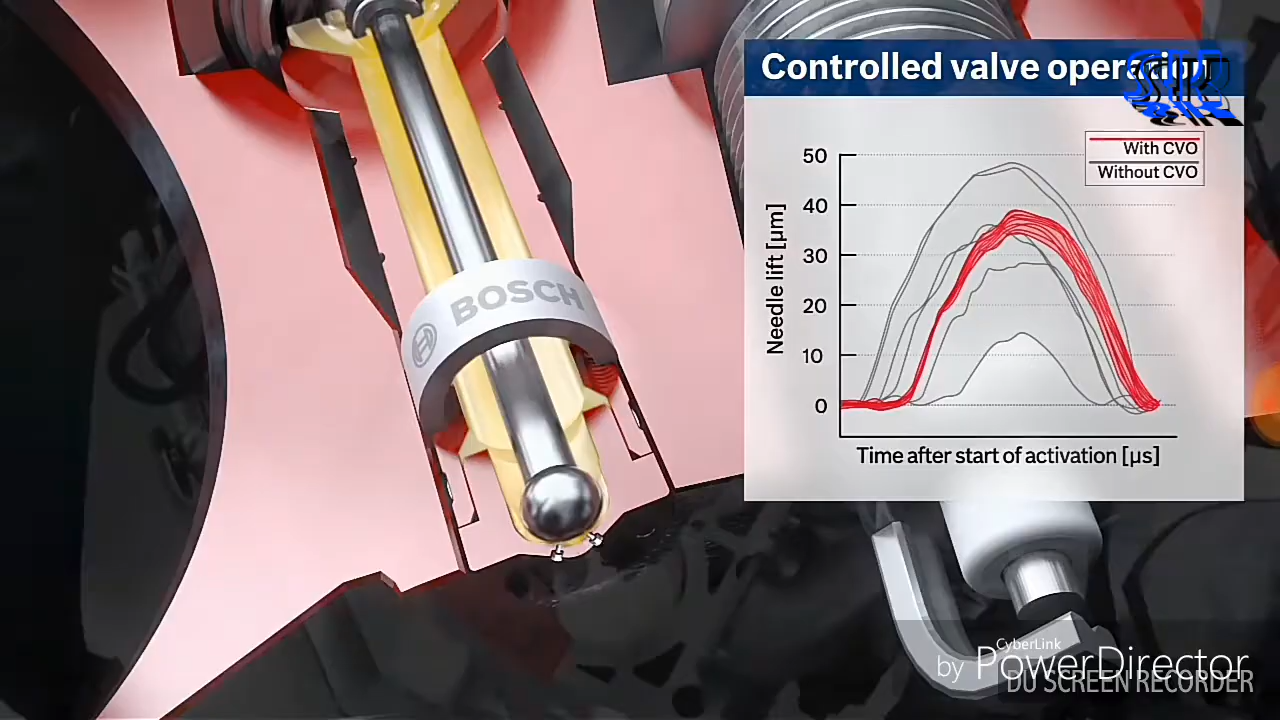 Controlled valve operation
With CVO
Without CVO
50
40
30
20
10
0
Needle lift [µm]
Time after start of activation [µs]
BOSCH
CyberLink
by PowerDirector
DU SCREEN RECORDER